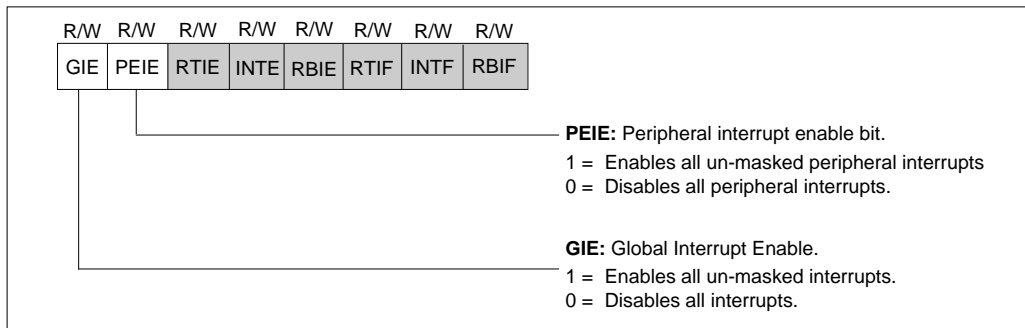 R/W R/W R/W R/W R/W R/W R/W R/W
GIE PEIE RTIE INTE RBIE RTIF INTF RBIF
PEIE: Peripheral interrupt enable bit.
1 = Enables all un-masked peripheral interrupts
0 = Disables all peripheral interrupts.
GIE: Global Interrupt Enable.
1 = Enables all un-masked interrupts.
0 = Disables all interrupts.